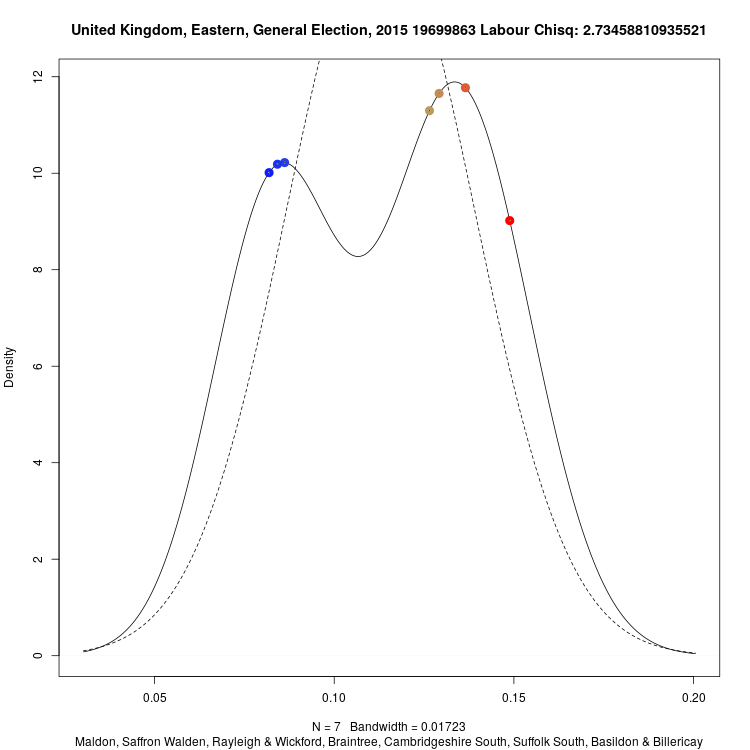 United Kingdom, Eastern, General Election, 2015 19699863 Labour Chisq: 2.73458810935521
12
10
8
6
4
2
0
Density
0.05 0.10 0.15 0.20
N = 7 Bandwidth = 0.01723
Maldon, Saffron Walden, Rayleigh & Wickford, Braintree, Cambridgeshire South, Suffolk South, Basildon & Billericay